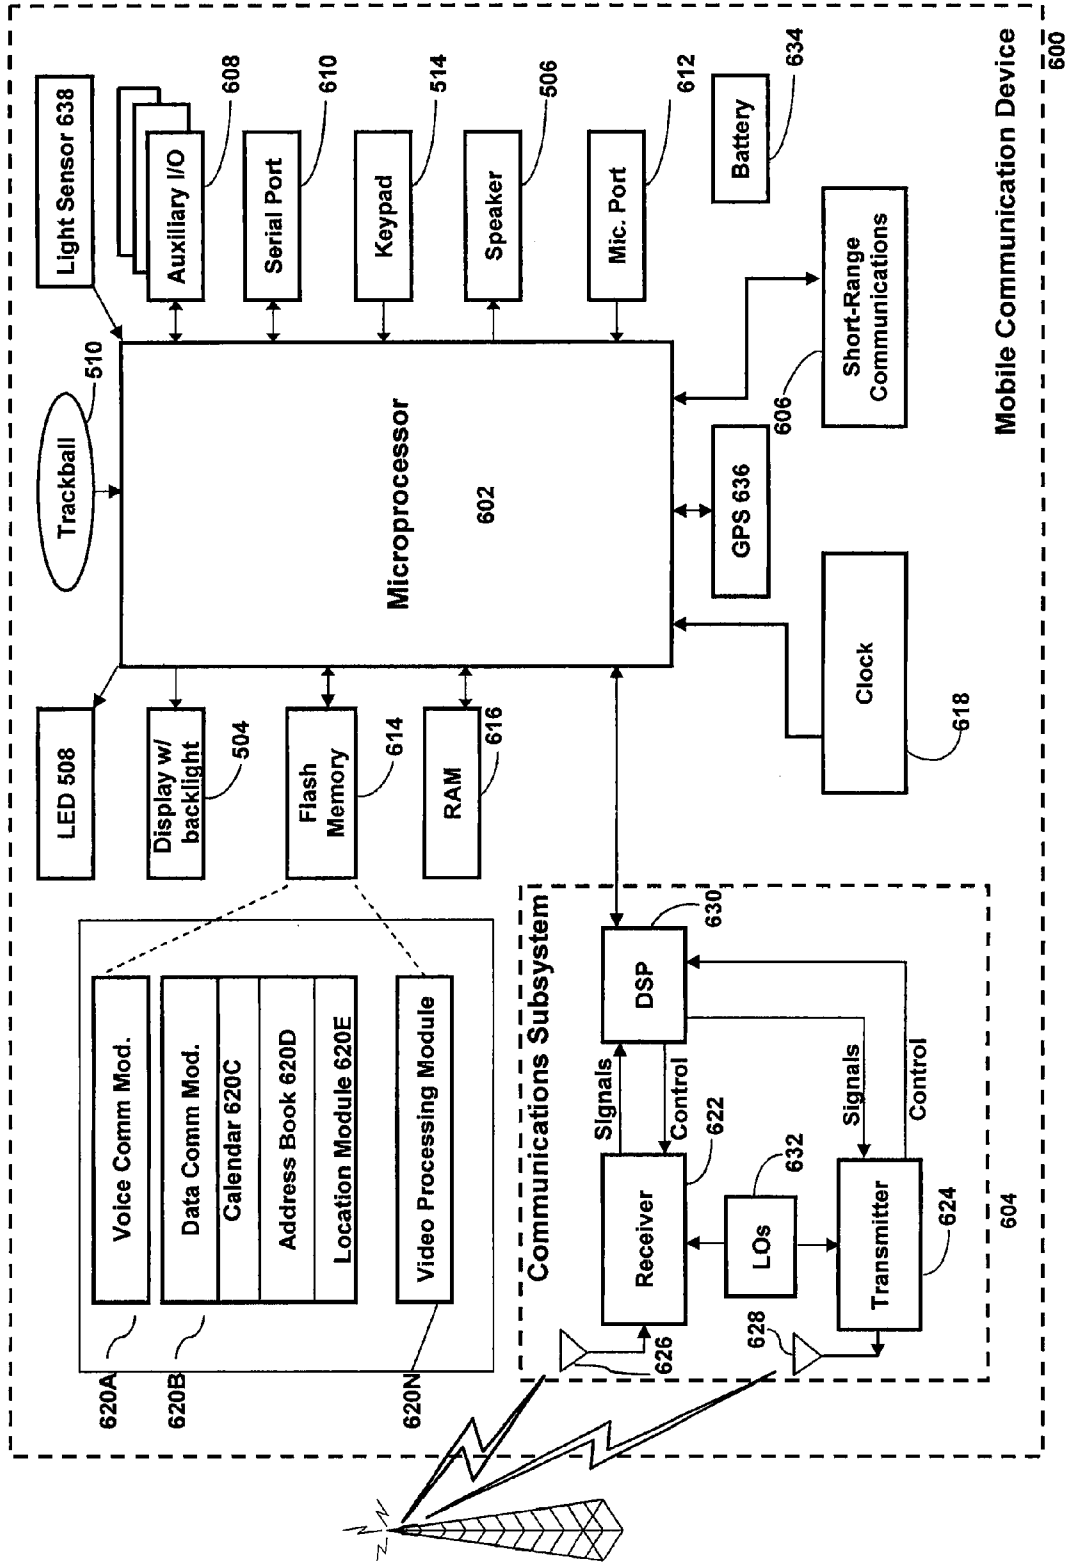 Light Sensor 638
Trackball
510
LED 508
Auxiliary I/O
608
Serial Port
610
Keypad
514
Speaker
506
Mic. Port
612
Battery
634
Microprocessor
602
Display w/
backlight
504
Flash
Memory
614
RAM
616
Voice Comm Mod.
620A
Data Comm Mod.
620B
Calendar 620C
Address Book 620D
Location Module 620E
Video Processing Module
620N
GPS 636
Short-Range
Communications
606
Clock
618
Communications Subsystem
DSP
630
Signals
Control
Receiver
622
626
LOs
632
Signals
Control
Transmitter
624
628
604
Mobile Communication Device
600